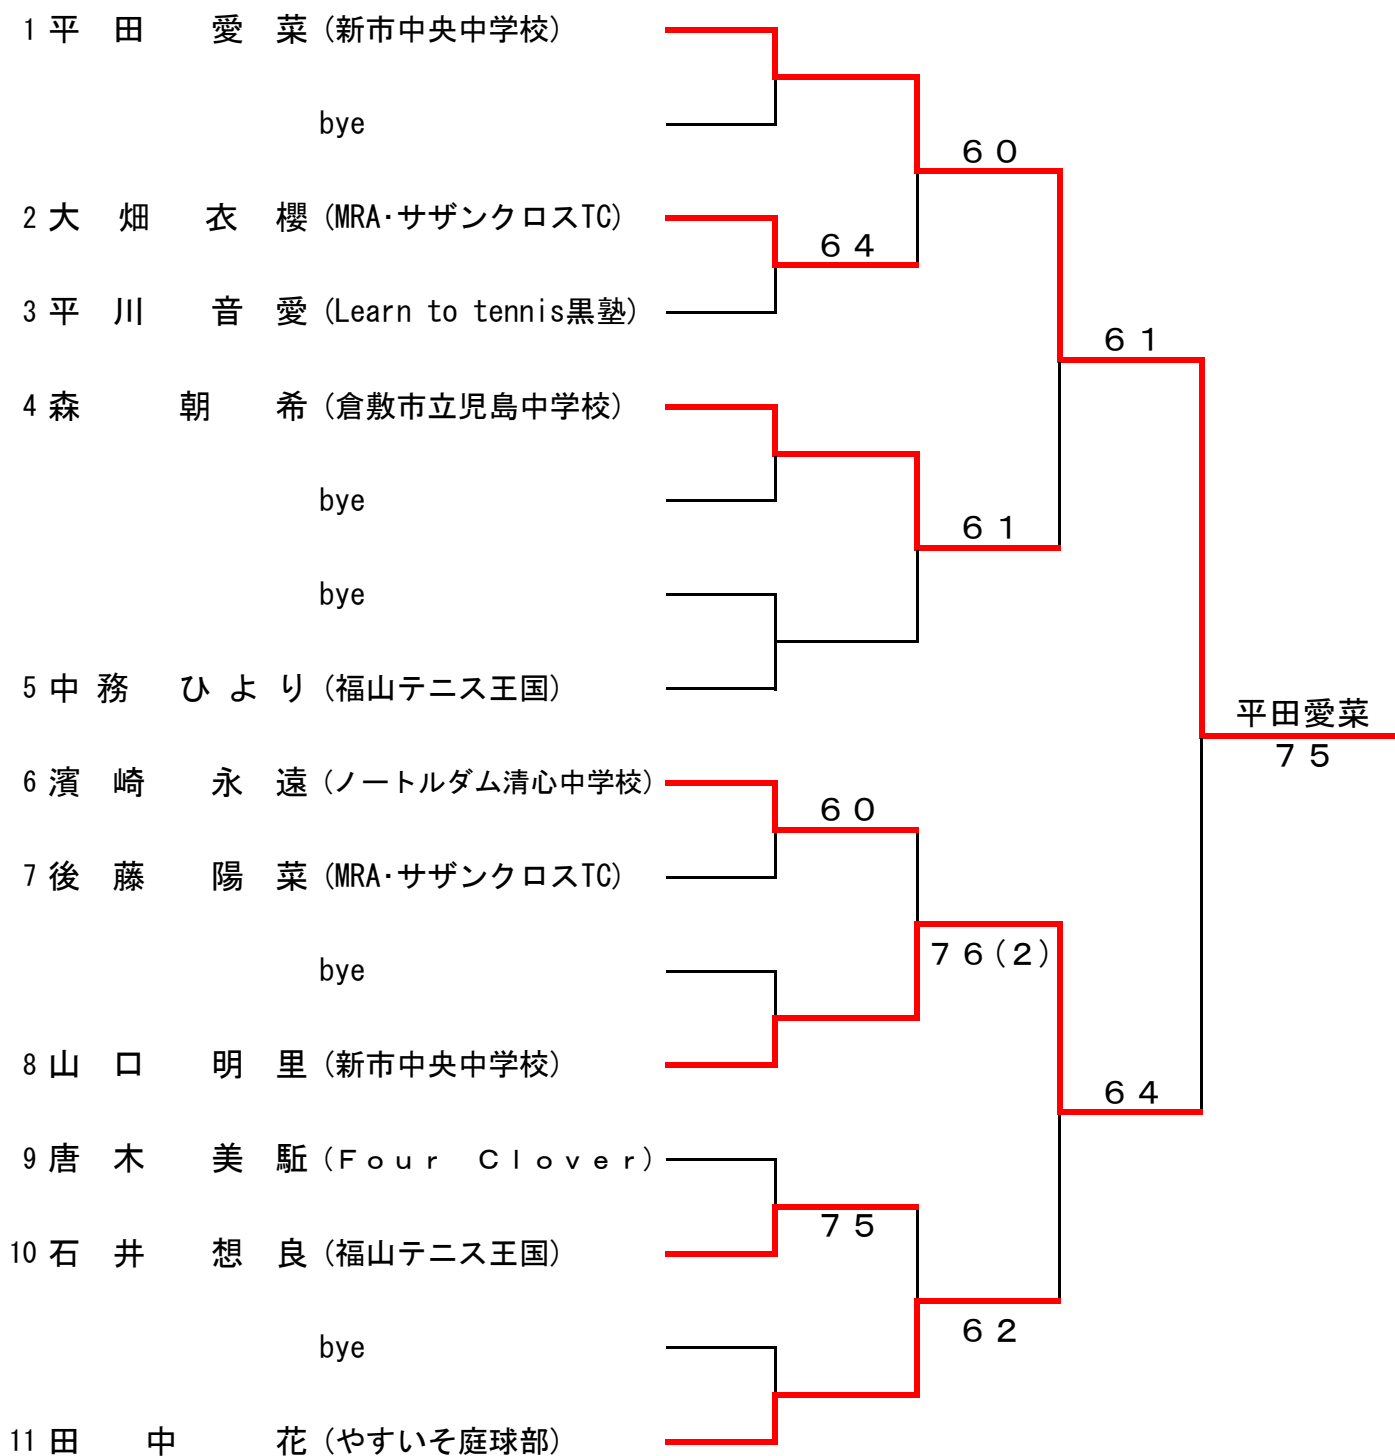 1 平田 愛菜 (新市中央中学校)
bye
60
2 大畑 衣櫻 (MRA･サザンクロスTC)
64
3 平川 音愛 (Learn to tennis黒塾)
61
4 森 朝希 (倉敷市立児島中学校)
bye
61
bye
5 中務 ひより (福山テニス王国)
平田愛菜
75
6 濱崎 永遠 (ノートルダム清心中学校)
60
7 後藤 陽菜 (MRA･サザンクロスTC)
76(2)
bye
8 山口 明里 (新市中央中学校)
64
9 唐木 美 (Four Clover)
75
10 石井 想良 (福山テニス王国)
62
bye
11 田中 花 (やすいそ庭球部)